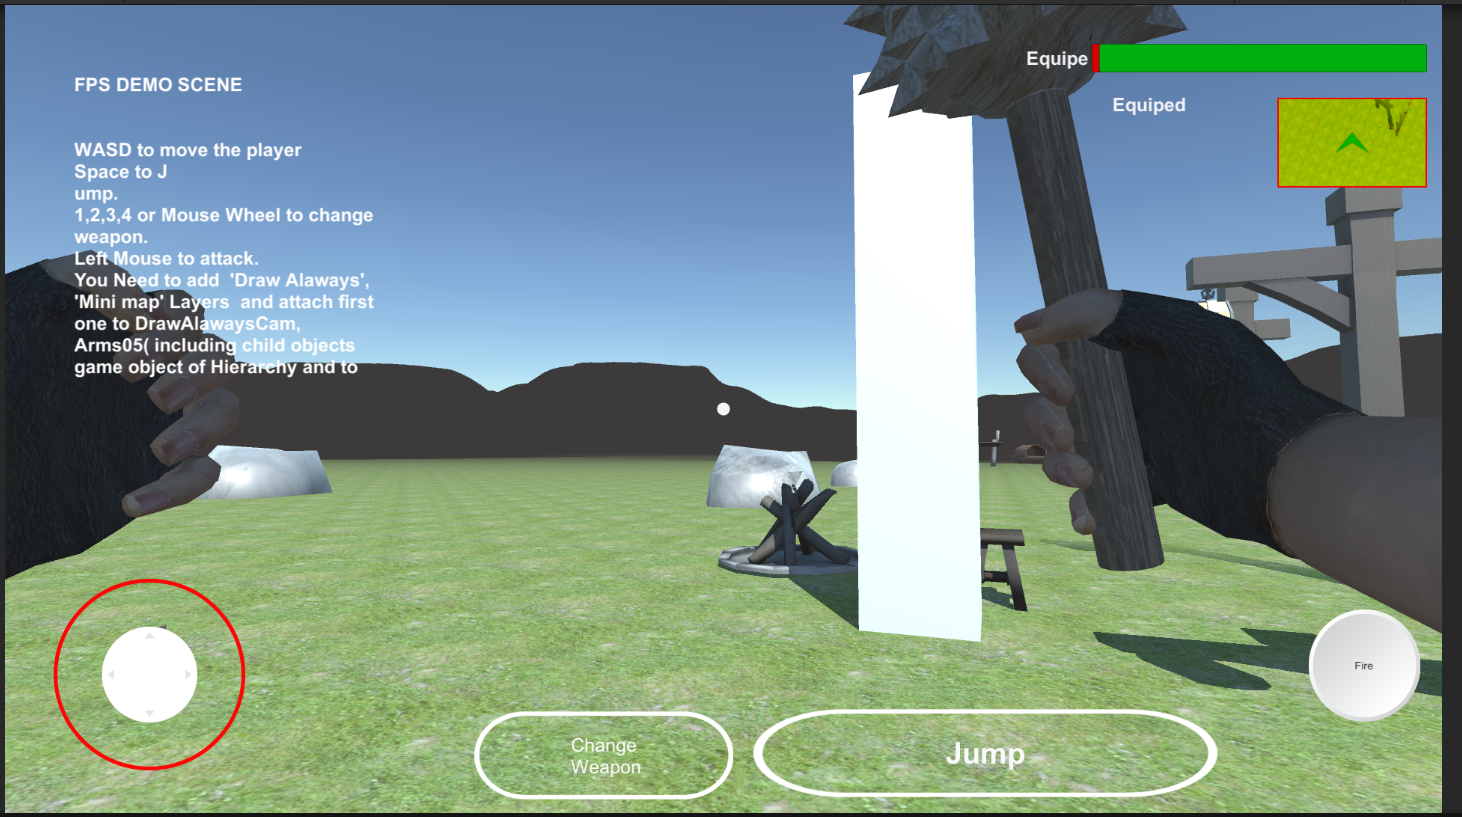 FPS DEMO SCENE
WASD to move the player
Space to J
ump.
1,2,3,4 or Mouse Wheel to change
weapon.
Left Mouse to attack.
You Need to add  'Draw Alaways',
'Mini map' Layers  and attach first
one to DrawAlawaysCam,
Arms05( including child objects
game object of Hierarchy and to
Equipe
Equiped
Fire
Change
Weapon
Jump